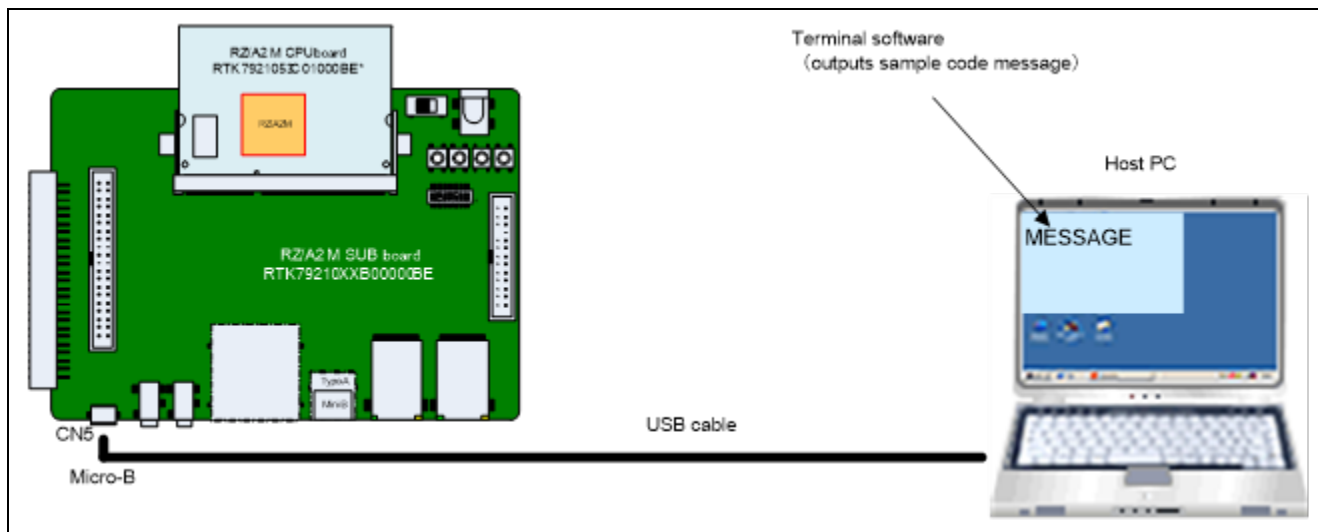 RZ/A2M CPUboard
RTK7921053C01000BE*
RZ/A2M
RZ/A2M SUB board
RTK79210XXB00000BE
TypeA
MiniB
CN5
Micro-B
USB cable
Terminal software
（outputs sample code message）
Host PC
MESSAGE